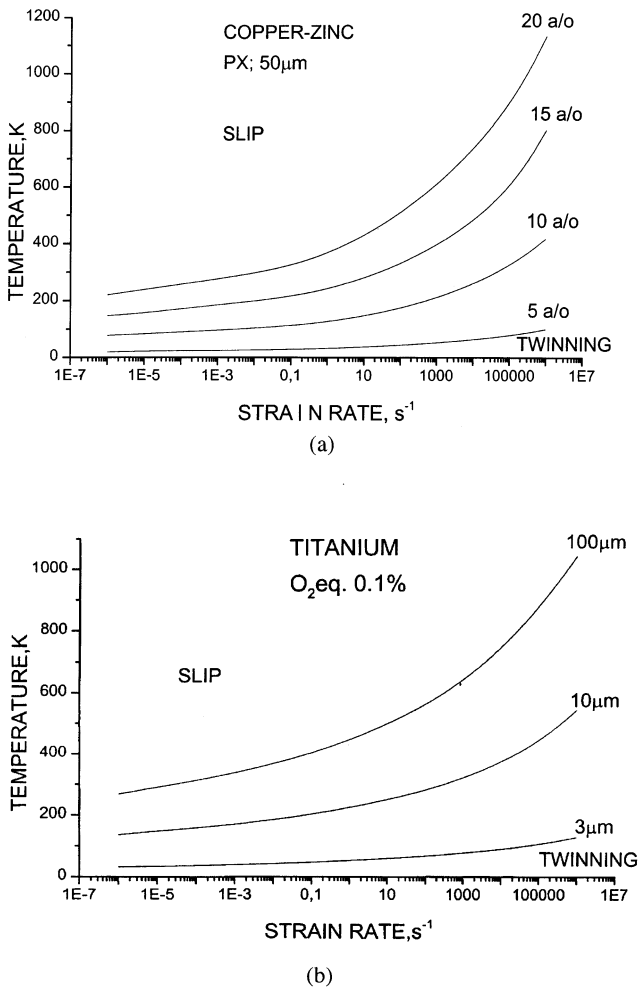 1200
1000
800
600
400
200
0
TEMPERATURE,K
COPPER-ZINC
PX; 50μm
SLIP
20 a/o
15 a/o
10 a/o
5 a/o
TWINNING
1E-7 1E-5 1E-3 0,1 10 1000 100000 1E7
STRAIN RATE, s⁻¹
(a)
1000
800
600
400
200
0
TEMPERATURE,K
TITANIUM
O₂eq. 0.1%
SLIP
100μm
10μm
3μm
TWINNING
1E-7 1E-5 1E-3 0,1 10 1000 100000 1E7
STRAIN RATE,s⁻¹
(b)